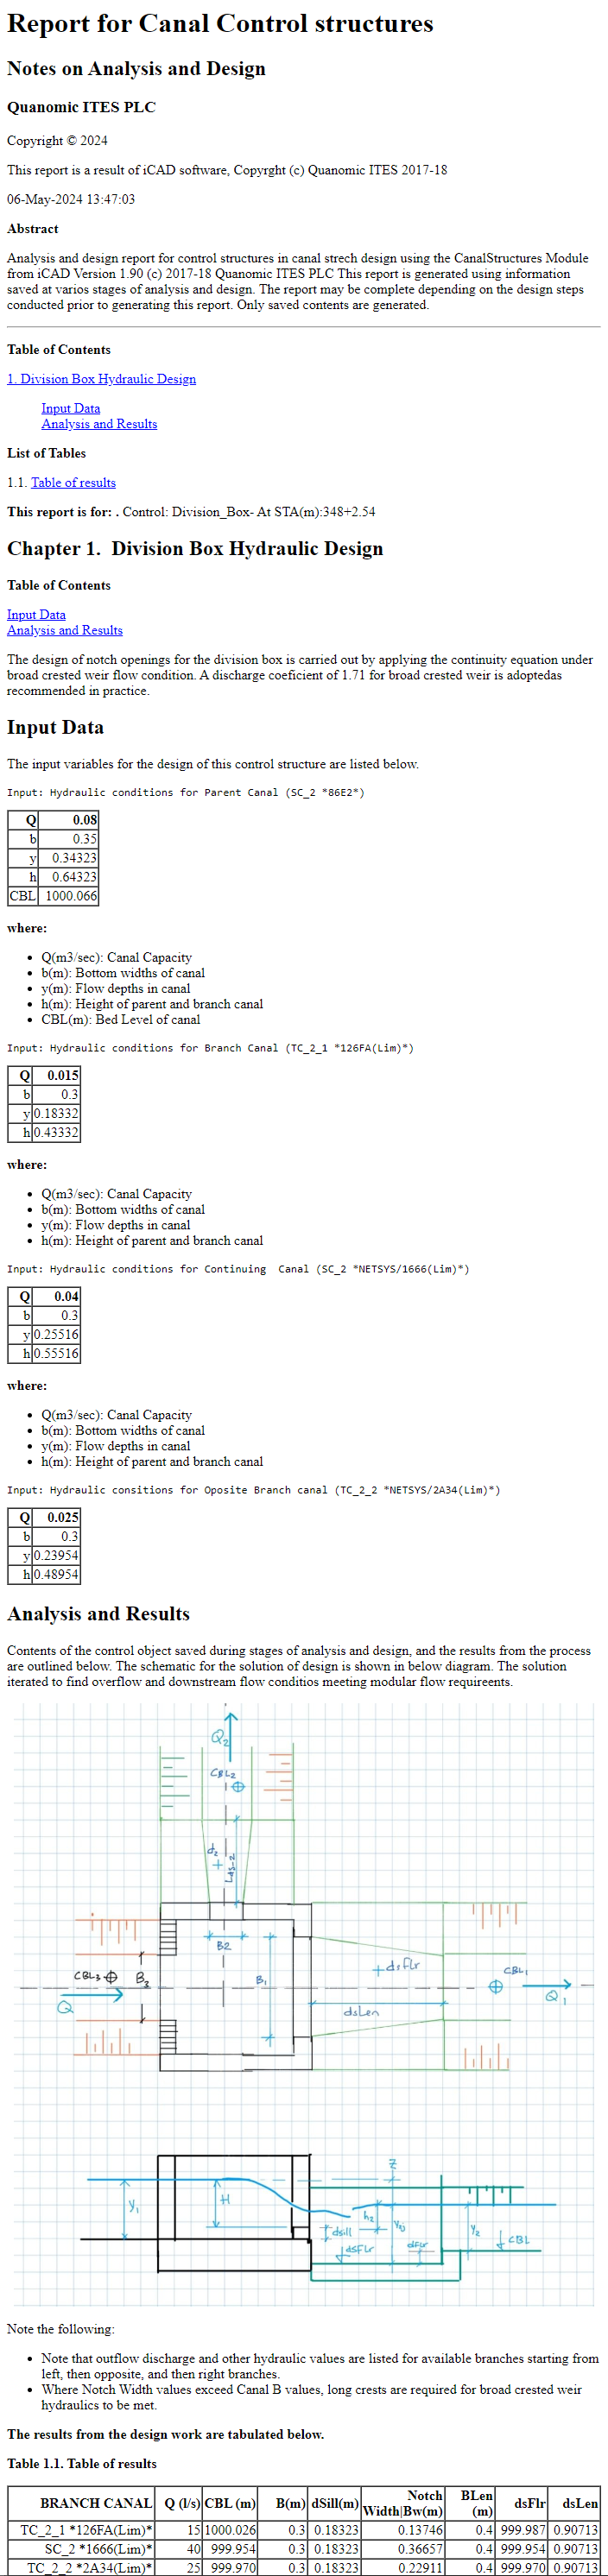 Report for Canal Control structures
Notes on Analysis and Design
Quanomic ITES PLC
Copyright © 2024
This report is a result of iCAD software, Copyrght (c) Quanomic ITES 2017-18
06-May-2024 13:47:03
Abstract
Analysis and design report for control structures in canal strech design using the CanalStructures Module
from iCAD Version 1.90 (c) 2017-18 Quanomic ITES PLC This report is generated using information
saved at varios stages of analysis and design. The report may be complete depending on the design steps
conducted prior to generating this report. Only saved contents are generated.
Table of Contents
1. Division Box Hydraulic Design
Input Data
Analysis and Results
List of Tables
1.1. Table of results
This report is for: . Control: Division_Box- At STA(m):348+2.54
Chapter 1.  Division Box Hydraulic Design
Table of Contents
Input Data
Analysis and Results
The design of notch openings for the division box is carried out by applying the continuity equation under
broad crested weir flow condition. A discharge coeficient of 1.71 for broad crested weir is adoptedas
recommended in practice.
Input Data
The input variables for the design of this control structure are listed below.
Input: Hydraulic conditions for Parent Canal (SC_2 *86E2*)
Q 0.08
b 0.35
y 0.34323
h 0.64323
CBL 1000.066
where:
• Q(m3/sec): Canal Capacity
• b(m): Bottom widths of canal
• y(m): Flow depths in canal
• h(m): Height of parent and branch canal
• CBL(m): Bed Level of canal
Input: Hydraulic conditions for Branch Canal (TC_2_1 *126FA(Lim)*)
Q 0.015
b 0.3
y 0.18332
h 0.43332
where:
• Q(m3/sec): Canal Capacity
• b(m): Bottom widths of canal
• y(m): Flow depths in canal
• h(m): Height of parent and branch canal
Input: Hydraulic conditions for Continuing  Canal (SC_2 *NETSYS/1666(Lim)*)
Q 0.04
b 0.3
y 0.25516
h 0.55516
where:
• Q(m3/sec): Canal Capacity
• b(m): Bottom widths of canal
• y(m): Flow depths in canal
• h(m): Height of parent and branch canal
Input: Hydraulic consitions for Oposite Branch canal (TC_2_2 *NETSYS/2A34(Lim)*)
Q 0.025
b 0.3
y 0.23954
h 0.48954
Analysis and Results
Contents of the control object saved during stages of analysis and design, and the results from the process
are outlined below. The schematic for the solution of design is shown in below diagram. The solution
iterated to find overflow and downstream flow conditios meeting modular flow requireents.
Q2
CBL2
d2
Lds-2
B2
CBL3
B3
B1
+dsFlr
CBL1
Q
Q1
dsLen
Z
Y1
H
h2
Y2
dsill
dsFlr
dFlr
CBL
Note the following:
• Note that outflow discharge and other hydraulic values are listed for available branches starting from
left, then opposite, and then right branches.
• Where Notch Width values exceed Canal B values, long crests are required for broad crested weir
hydraulics to be met.
The results from the design work are tabulated below.
Table 1.1. Table of results
BRANCH CANAL Q (l/s) CBL (m) B(m) dSill(m) Notch Width|Bw(m) BLen (m) dsFlr dsLen
TC_2_1 *126FA(Lim)* 15 1000.026 0.3 0.18323 0.13746 0.4 999.987 0.90713
SC_2 *1666(Lim)* 40 999.954 0.3 0.18323 0.36657 0.4 999.954 0.90713
TC_2_2 *2A34(Lim)* 25 999.970 0.3 0.18323 0.22911 0.4 999.970 0.90713